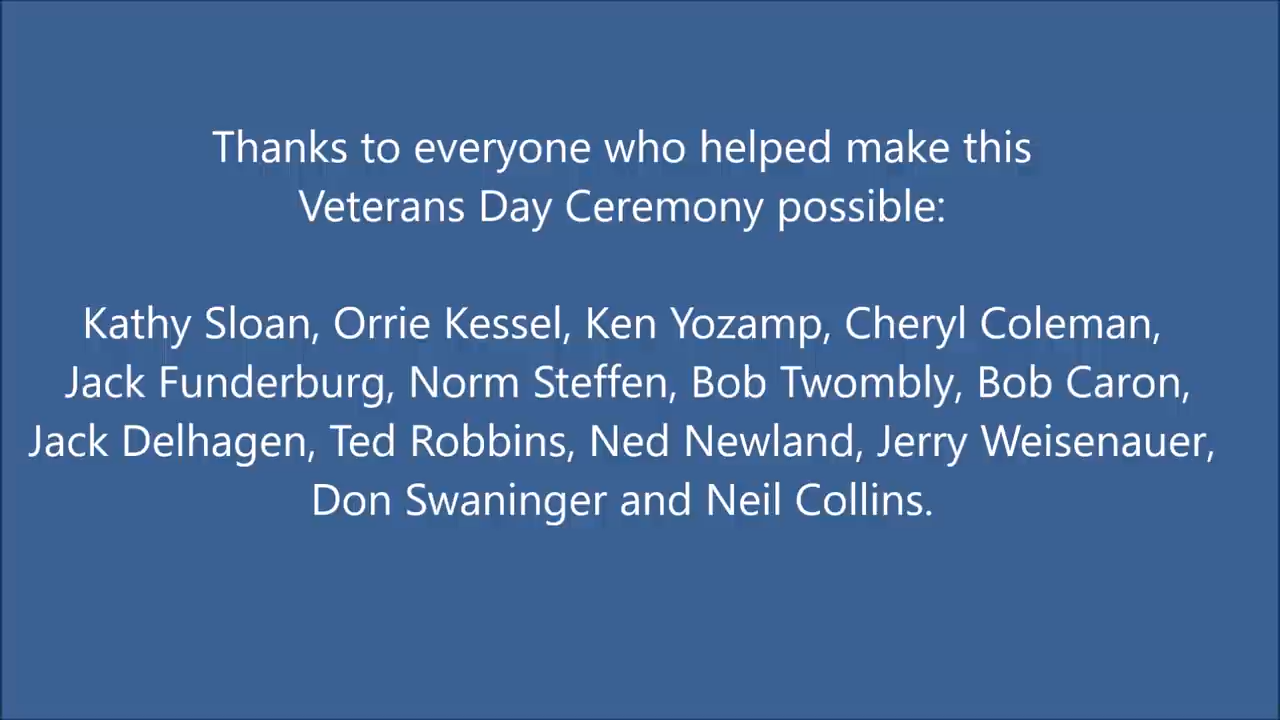 Thanks to everyone who helped make this
Veterans Day Ceremony possible:
Kathy Sloan, Orrie Kessel, Ken Yozamp, Cheryl Coleman,
Jack Funderburg, Norm Steffen, Bob Twombly, Bob Caron,
Jack Delhagen, Ted Robbins, Ned Newland, Jerry Weisenauer,
Don Swaninger and Neil Collins.